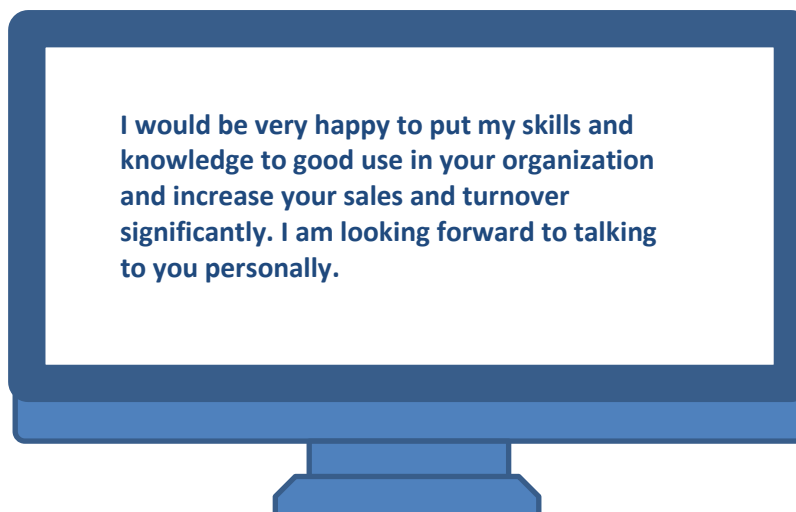 I would be very happy to put my skills and
knowledge to good use in your organization
and increase your sales and turnover
significantly. I am looking forward to talking
to you personally.